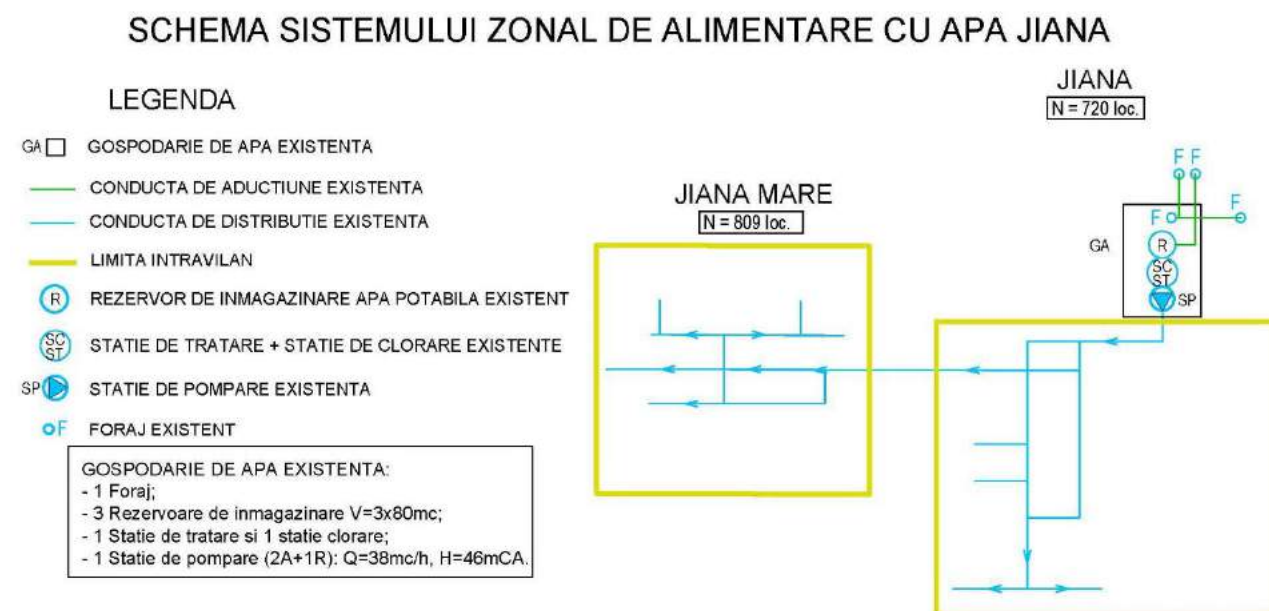 SCHEMA SISTEMULUI ZONAL DE ALIMENTARE CU APA JIANA
LEGENDA
GA GOSPODARIE DE APA EXISTENTA
CONDUCTA DE ADUCTIUNE EXISTENTA
CONDUCTA DE DISTRIBUTIE EXISTENTA
LIMITA INTRAVILAN
R REZERVOR DE INMAGAZINARE APA POTABILA EXISTENT
SC
ST STATIE DE TRATARE + STATIE DE CLORARE EXISTENTE
SP STATIE DE POMPARE EXISTENTA
F FORAJ EXISTENT
GOSPODARIE DE APA EXISTENTA:
- 1 Foraj;
- 3 Rezervoare de inmagazinare V=3x80mc;
- 1 Statie de tratare si 1 statie clorare;
- 1 Statie de pompare (2A+1R): Q=38mc/h, H=46mCA.
JIANA MARE
N = 809 loc.
JIANA
N = 720 loc.
F F
F F
GA R
SC
ST
SP